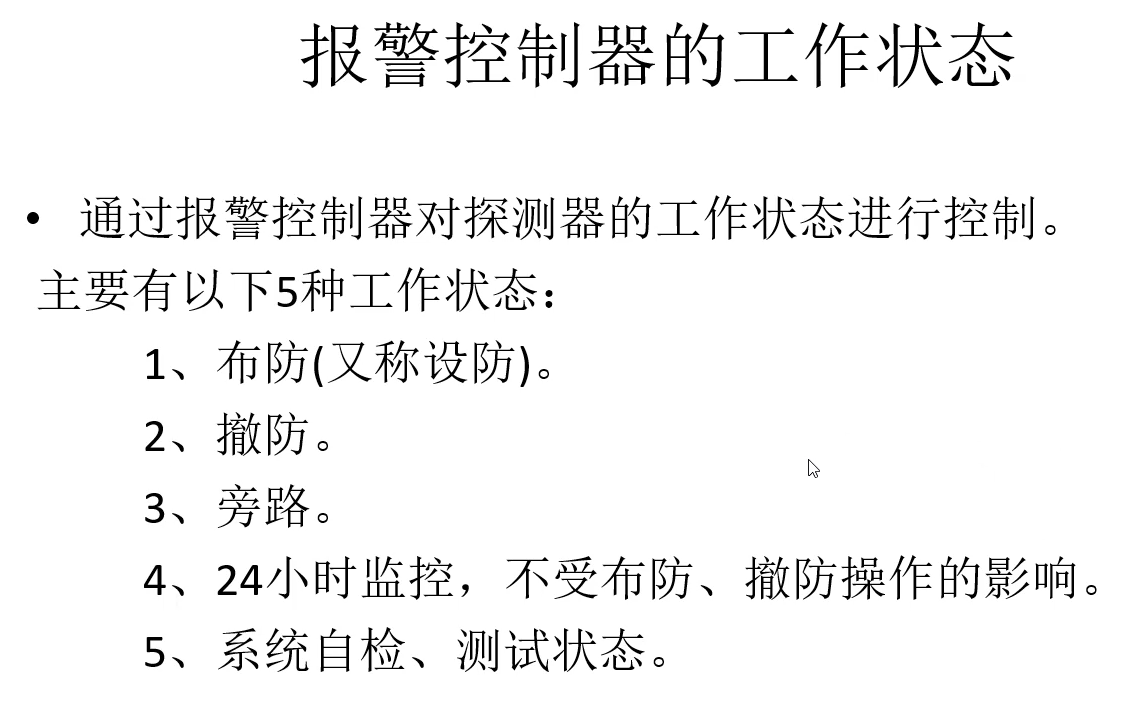 报警控制器的工作状态
• 通过报警控制器对探测器的工作状态进行控制。
主要有以下5种工作状态：
1、布防(又称设防)。
2、撤防。
3、旁路。
4、24小时监控，不受布防、撤防操作的影响。
5、系统自检、测试状态。